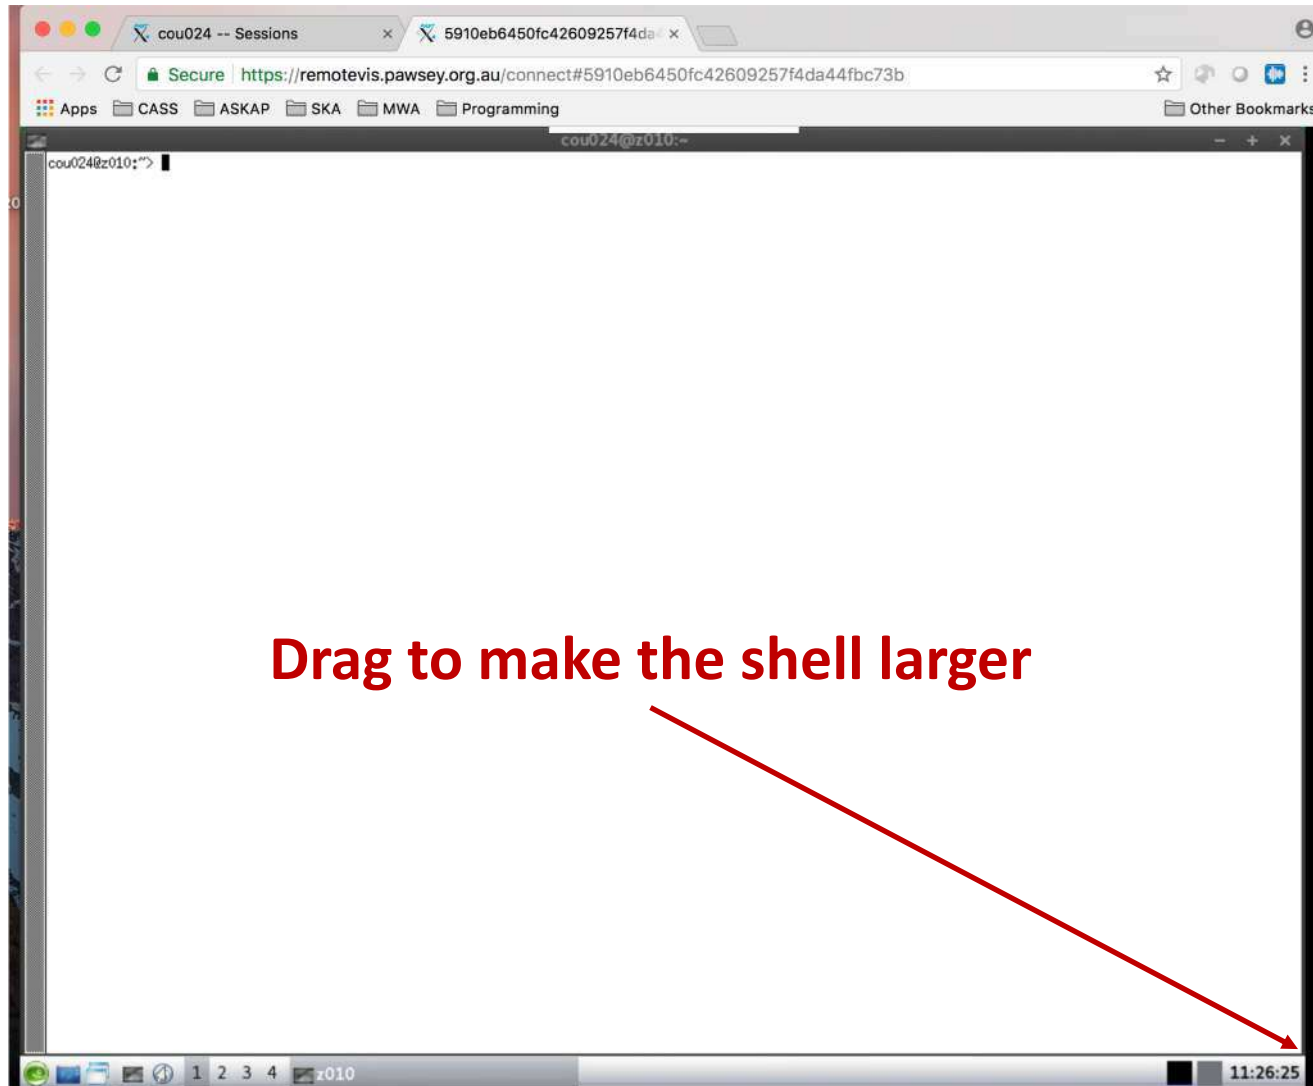 cou024 -- Sessions
5910eb6450fc42609257f4da
Secure https://remotevis.pawsey.org.au/connect#5910eb6450fc42609257f4da44fbc73b
Apps CASS ASKAP SKA MWA Programming Other Bookmarks
cou024@z010:~
cou024@z010:~>
Drag to make the shell larger
1 2 3 4 z010 11:26:25